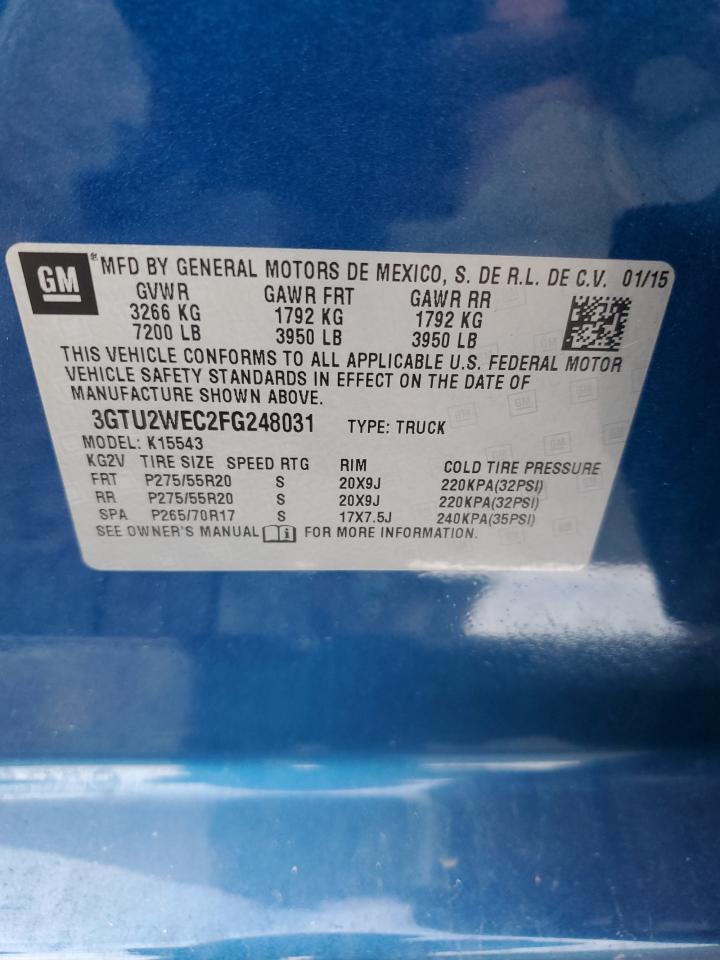 GM ® MFD BY GENERAL MOTORS DE MEXICO, S. DE R.L. DE C.V. 01/15
GVWR GAWR FRT GAWR RR
3266 KG 1792 KG 1792 KG
7200 LB 3950 LB 3950 LB
THIS VEHICLE CONFORMS TO ALL APPLICABLE U.S. FEDERAL MOTOR
VEHICLE SAFETY STANDARDS IN EFFECT ON THE DATE OF
MANUFACTURE SHOWN ABOVE.
3GTU2WEC2FG248031 TYPE: TRUCK
MODEL: K15543
KG2V TIRE SIZE SPEED RTG RIM COLD TIRE PRESSURE
FRT P275/55R20 S 20X9J 220KPA(32PSI)
RR P275/55R20 S 20X9J 220KPA(32PSI)
SPA P265/70R17 S 17X7.5J 240KPA(35PSI)
SEE OWNER'S MANUAL i FOR MORE INFORMATION.